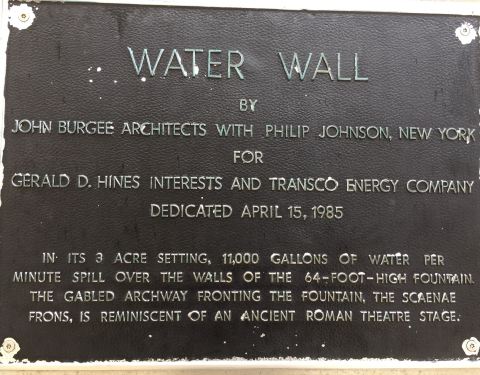 WATER WALL
BY
JOHN BURGEE ARCHITECTS WITH PHILIP JOHNSON, NEW YORK
FOR
GERALD D. HINES INTERESTS AND TRANSCO ENERGY COMPANY
DEDICATED APRIL 15, 1985
IN ITS 3 ACRE SETTING, 11,000 GALLONS OF WATER PER
MINUTE SPILL OVER THE WALLS OF THE 64-FOOT-HIGH FOUNTAIN.
THE GABLED ARCHWAY FRONTING THE FOUNTAIN, THE SCAENAE
FRONS, IS REMINISCENT OF AN ANCIENT ROMAN THEATRE STAGE.